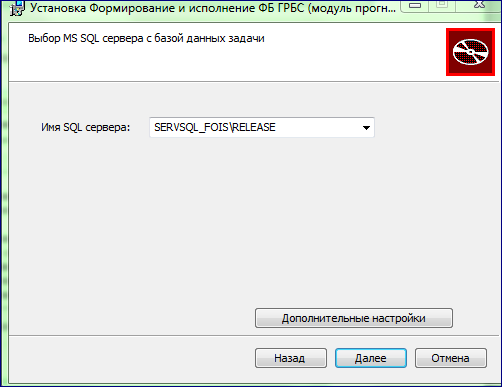 Установка Формирование и исполнение ФБ ГРБС (модуль прогн...
Выбор MS SQL сервера с базой данных задачи
Имя SQL сервера: SERVSQL_FOIS\RELEASE
Дополнительные настройки
Назад Далее Отмена